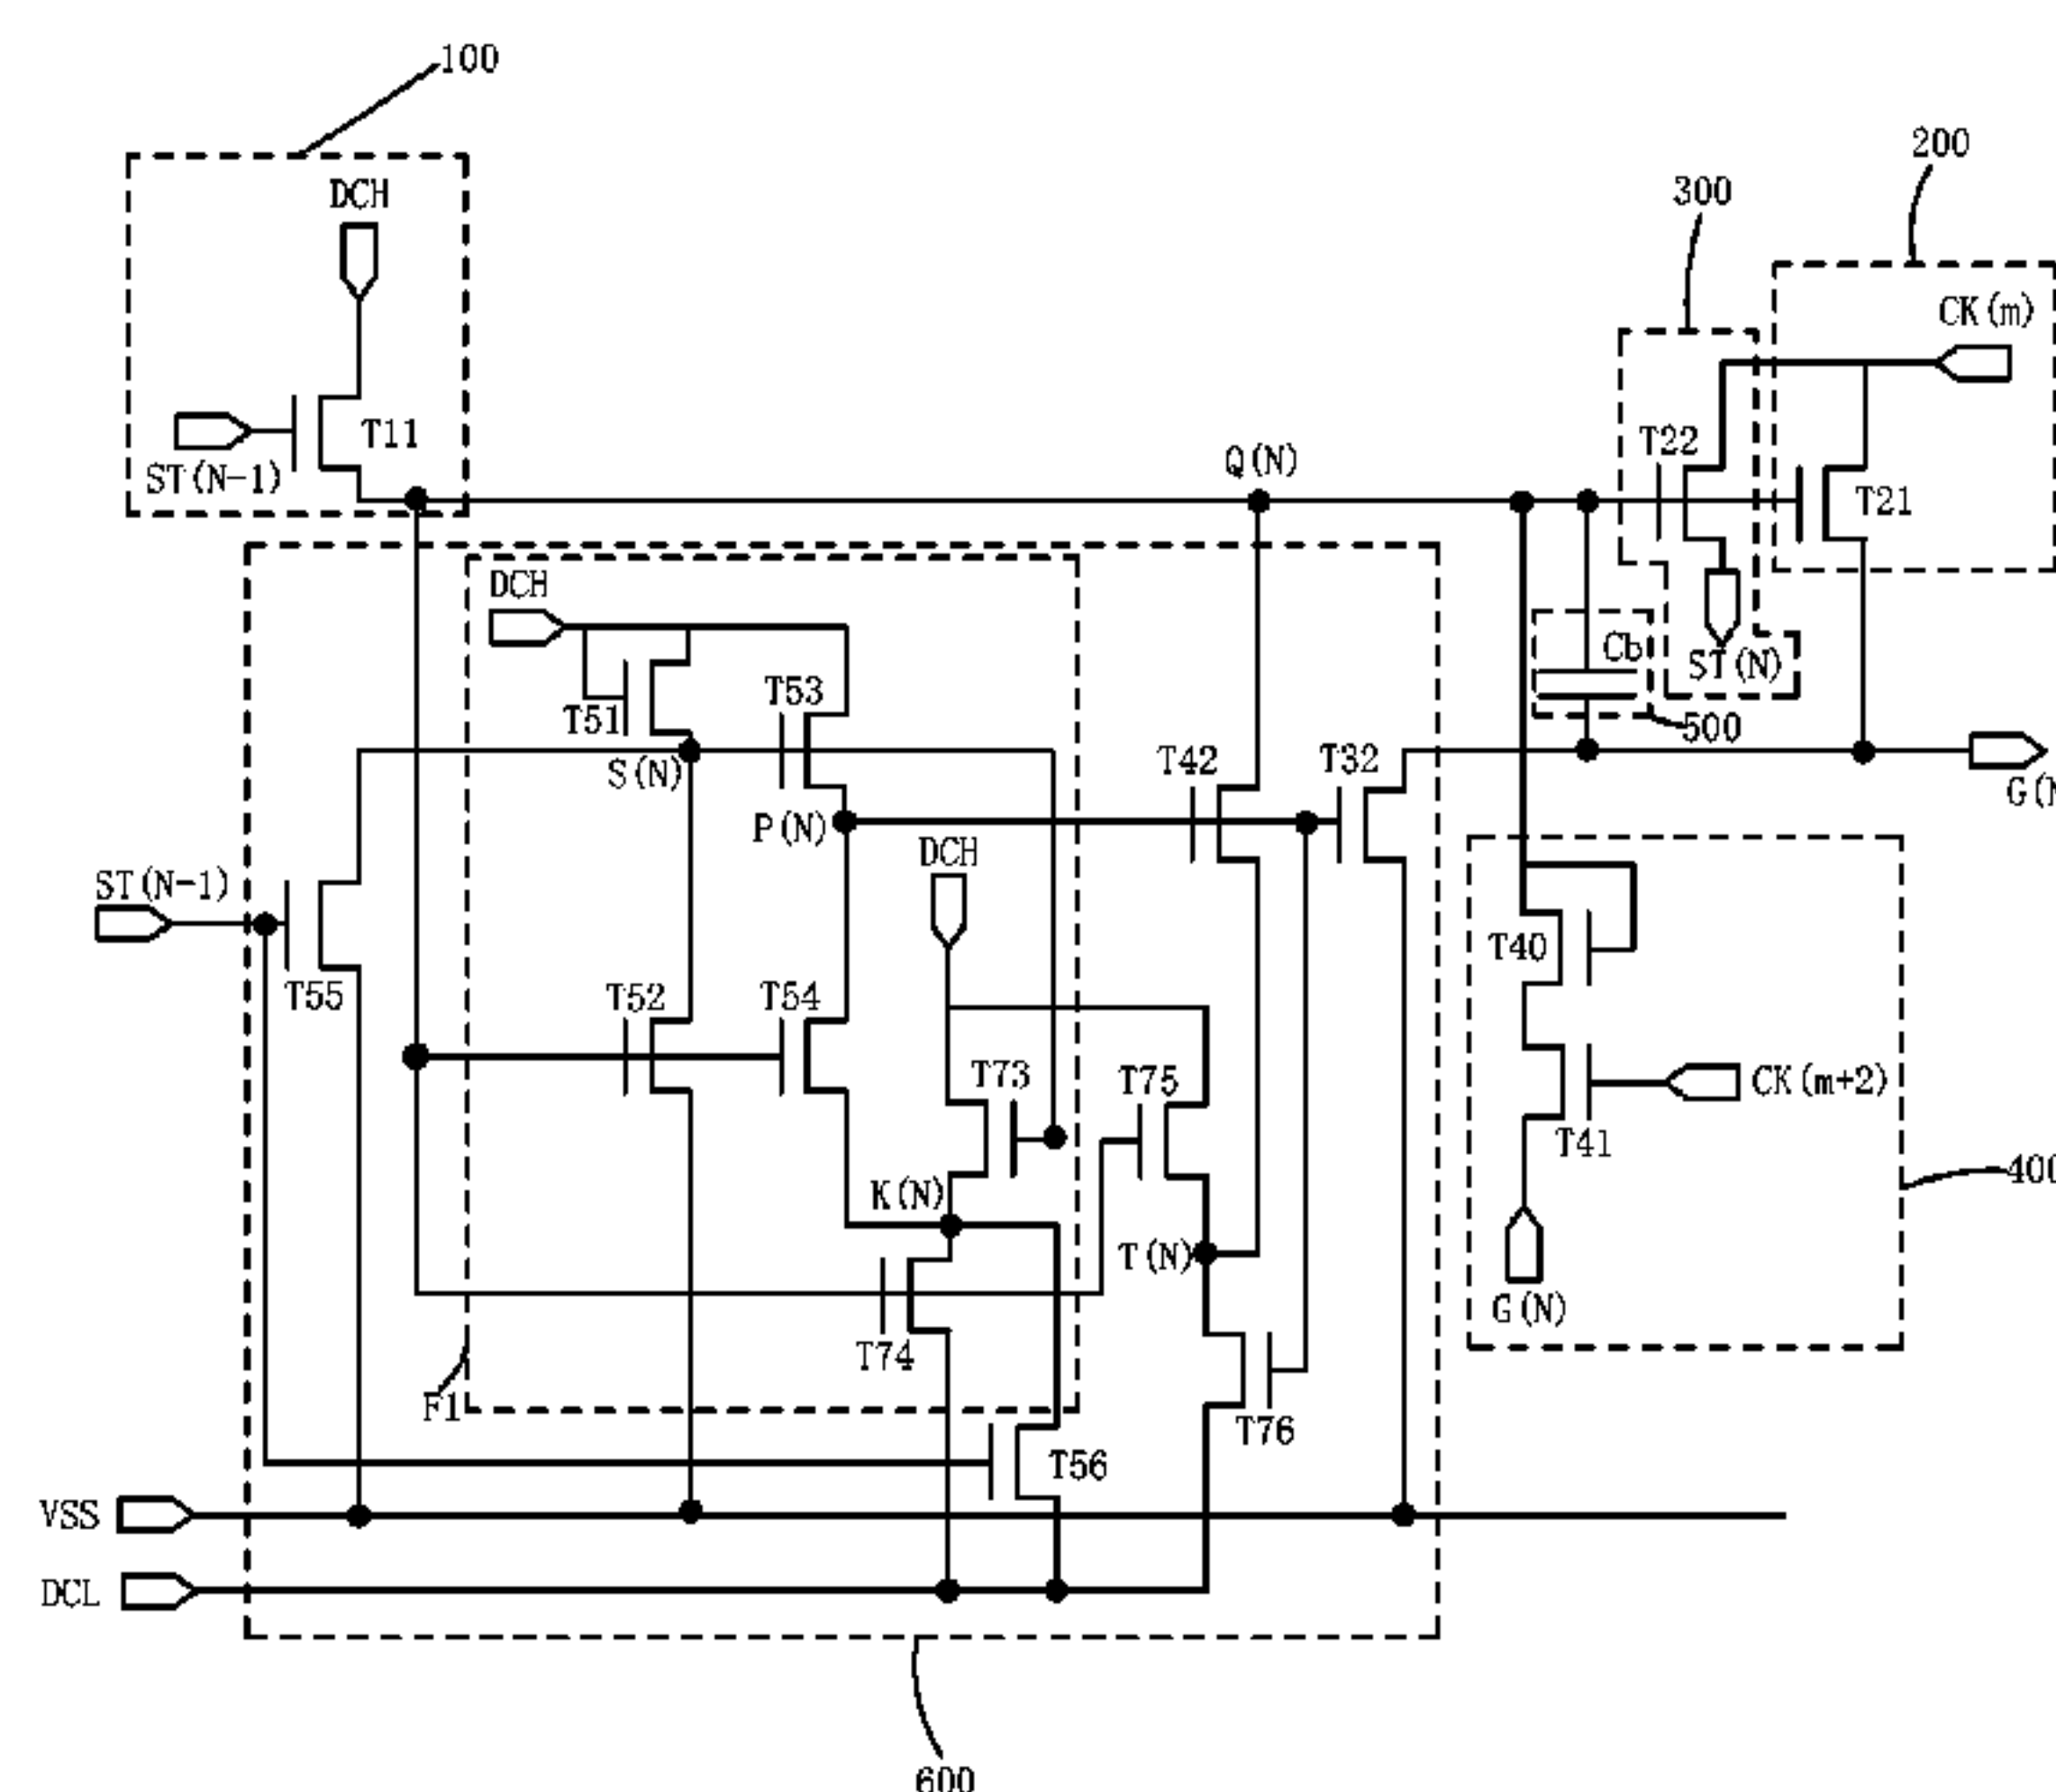 100
200
300
DCH
CK(m)
T11
ST(N-1)
T22
Q(N)
T21
DCH
T53
Cb
ST(N)
T51
500
S(N)
T42
T32
P(N)
G(N
DCH
ST(N-1)
T40
T55
T52
T54
T73
T75
CK(m+2)
T41
400
K(N)
T(N)
G(N)
T74
F1
T76
T56
VSS
DCL
600